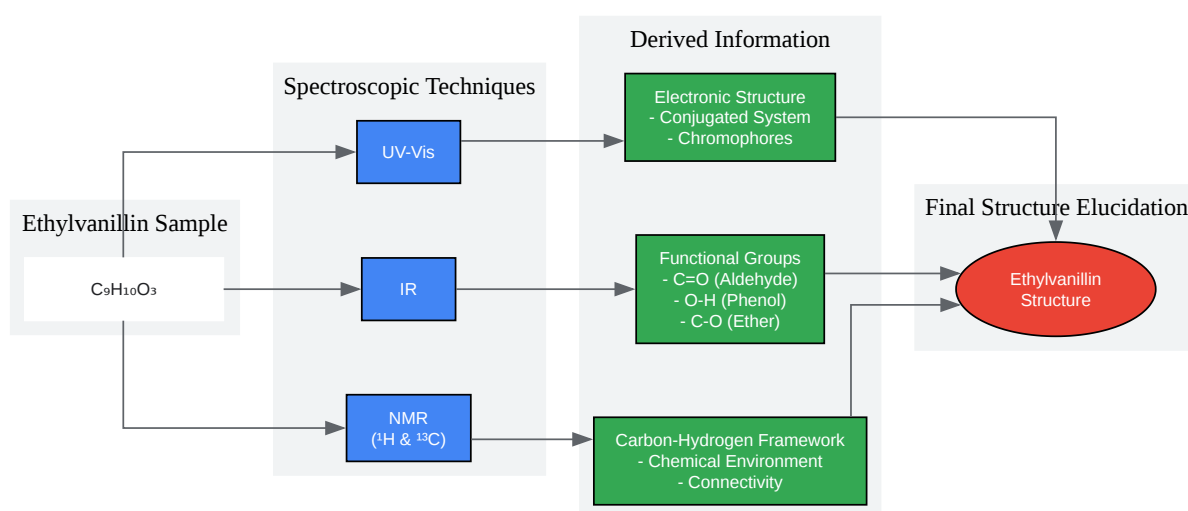 Ethylvanillin Sample
C₉H₁₀O₃
Spectroscopic Techniques
UV-Vis
IR
NMR
(¹H & ¹³C)
Derived Information
Electronic Structure
- Conjugated System
- Chromophores
Functional Groups
- C=O (Aldehyde)
- O-H (Phenol)
- C-O (Ether)
Carbon-Hydrogen Framework
- Chemical Environment
- Connectivity
Final Structure Elucidation
Ethylvanillin
Structure